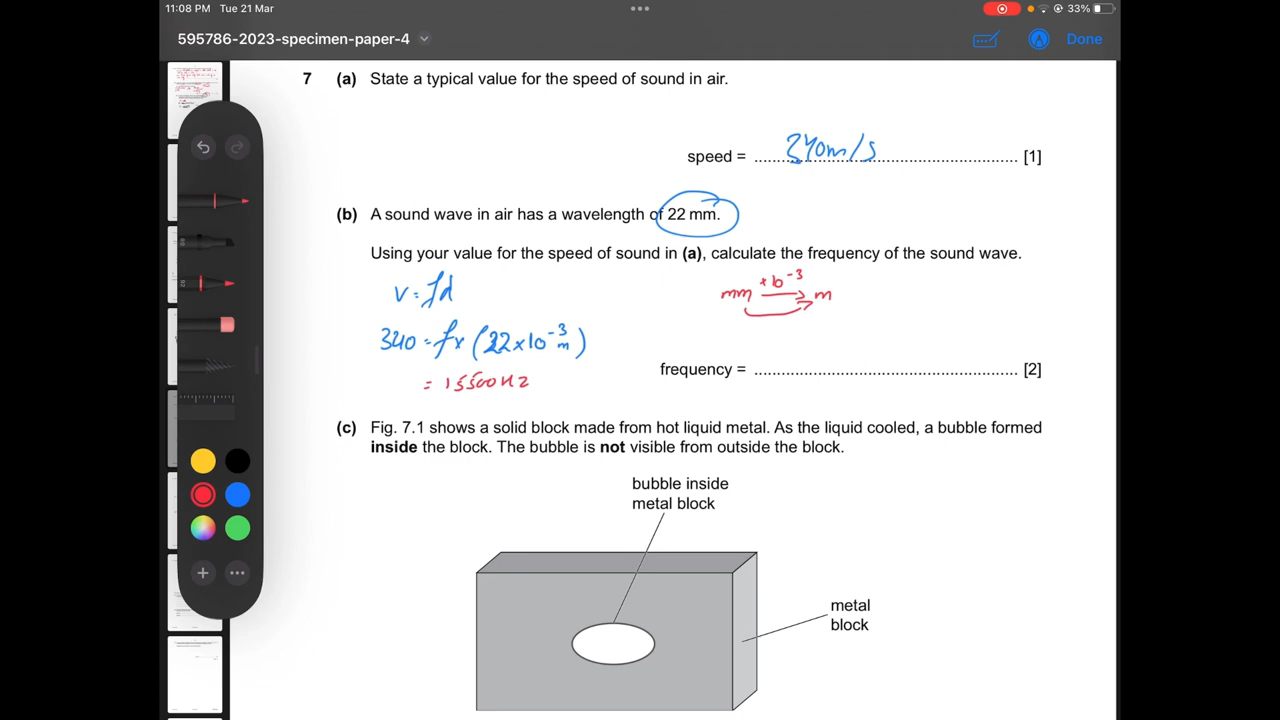 11:08 PM Tue 21 Mar
33%
595786-2023-specimen-paper-4
Done
7 (a) State a typical value for the speed of sound in air.
speed = 340m/s [1]
(b) A sound wave in air has a wavelength of 22 mm.
Using your value for the speed of sound in (a), calculate the frequency of the sound wave.
v = fλ
mm ×10⁻³ m
340 = f × (22×10⁻³ m)
frequency = [2]
= 15500Hz
(c) Fig. 7.1 shows a solid block made from hot liquid metal. As the liquid cooled, a bubble formed
inside the block. The bubble is not visible from outside the block.
bubble inside
metal block
metal
block